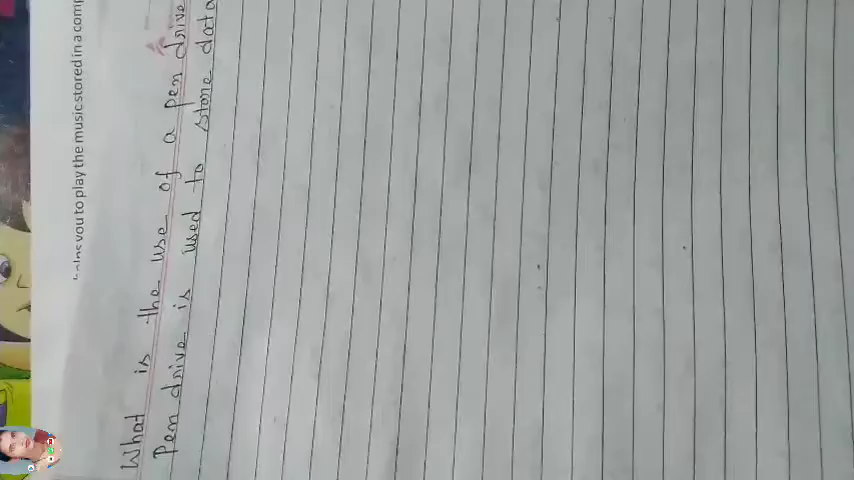 helps you to play the music stored in a comp
What is the use of a pen drive
Pen drive is used to store data